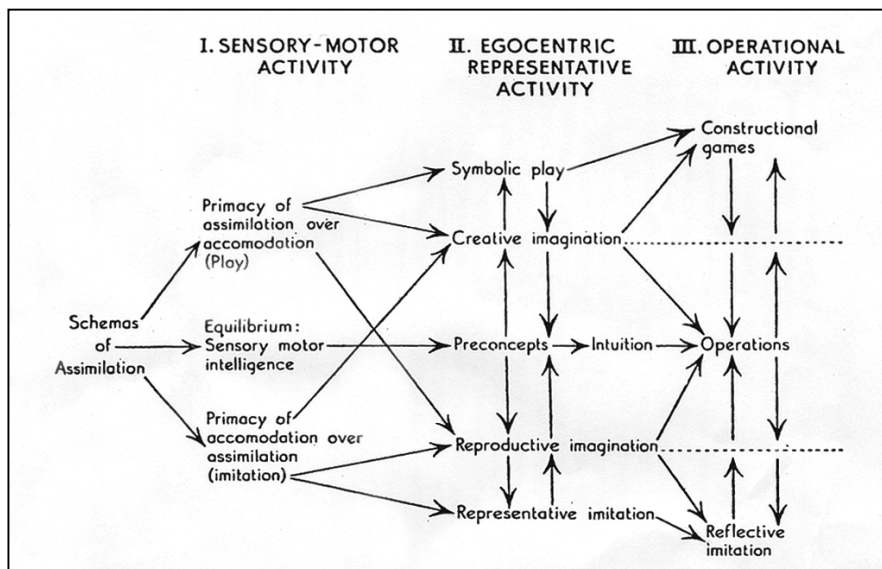 I. SENSORY-MOTOR
ACTIVITY
II. EGOCENTRIC
REPRESENTATIVE
ACTIVITY
III. OPERATIONAL
ACTIVITY
Constructional
games
Symbolic play
Primacy of
assimilation over
accomodation
(Play)
Creative imagination
Schemas
of
Assimilation
Equilibrium:
Sensory motor
intelligence
Preconcepts
Intuition
Operations
Primacy of
accomodation over
assimilation
(imitation)
Reproductive imagination
Representative imitation
Reflective
imitation